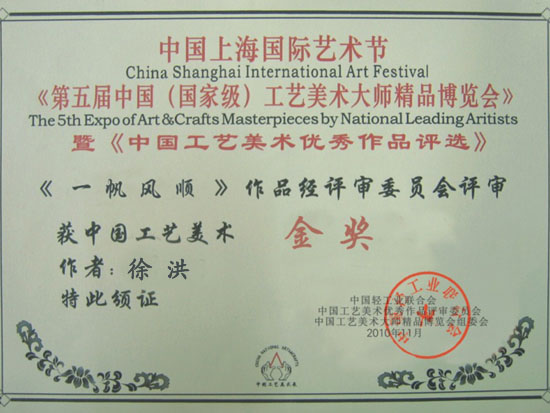 中国上海国际艺术节
China Shanghai International Art Festival
《第五届中国（国家级）工艺美术大师精品博览会》
The 5th Expo of Art&Crafts Masterpieces by National Leading Aritists
暨《中国工艺美术优秀作品评选》
《一帆风顺》作品经评审委员会评审
获中国工艺美术 金奖
作者：徐洪
特此颁证
中国轻工业联合会
中国工艺美术优秀作品评审委员会
中国工艺美术大师精品博览会组委会
2010年11月